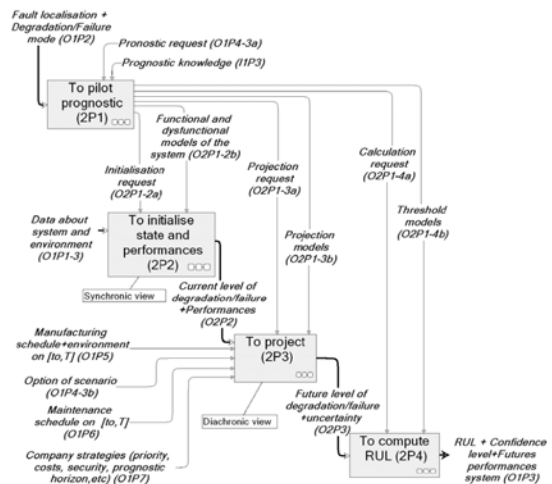 Fault localisation +
Degradation/Failure
mode (O1P2)
Pronostic request (O1P4-3a)
Prognostic knowledge (I1P3)
To pilot
prognostic
(2P1)
Functional and
dysfunctional
models of the
system (O2P1-2b)
Initialisation
request
(O1P1-2a)
Projection
request
(O2P1-3a)
Calculation
request
(O2P1-4a)
Data about
system and
environment
(O1P1-3)
To initialise
state and
performances
(2P2)
Projection
models
(O2P1-3b)
Threshold
models
(O2P1-4b)
Synchronic view
Current level of
degradation/failure
+Performances
(O2P2)
Manufacturing
schedule+environment
on [to,T] (O1P5)
To project
(2P3)
Option of scenario
(O1P4-3b)
Maintenance
schedule on [to,T]
(O1P6)
Diachronic view
Future level of
degradation/failure
+uncertainty
(O2P3)
Company strategies (priority,
costs, security, prognostic
horizon,etc) (O1P7)
To compute
RUL (2P4)
RUL + Confidence
level+Futures
performances
system (O1P3)